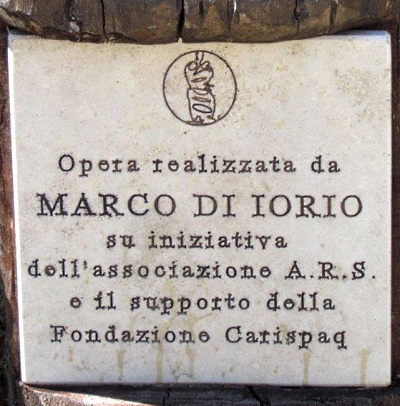 Opera realizzata da
MARCO DI IORIO
su iniziativa
dell'associazione A.R.S.
e il supporto della
Fondazione Carispaq